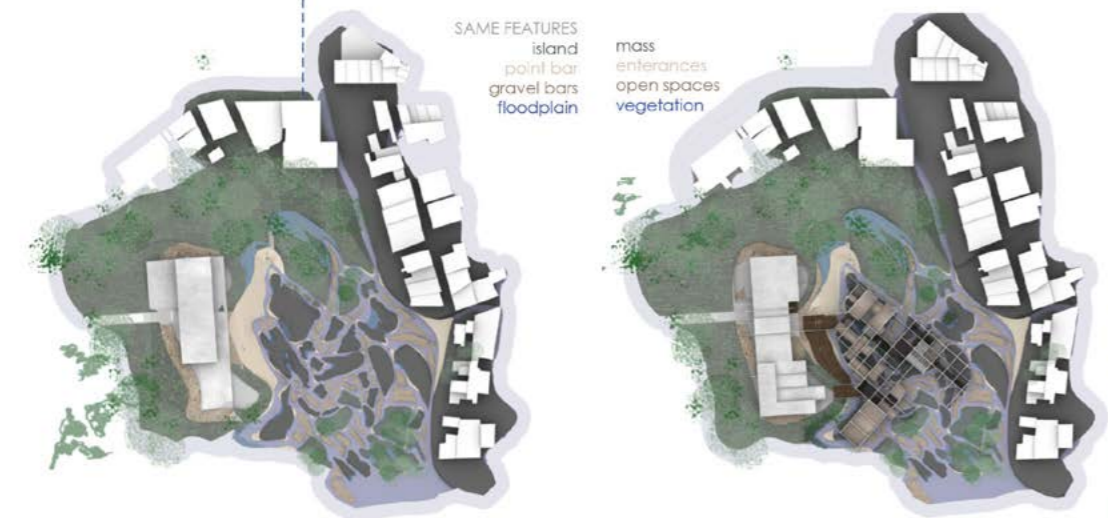 SAME FEATURES
island
point bar
gravel bars
floodplain
mass
enterances
open spaces
vegetation